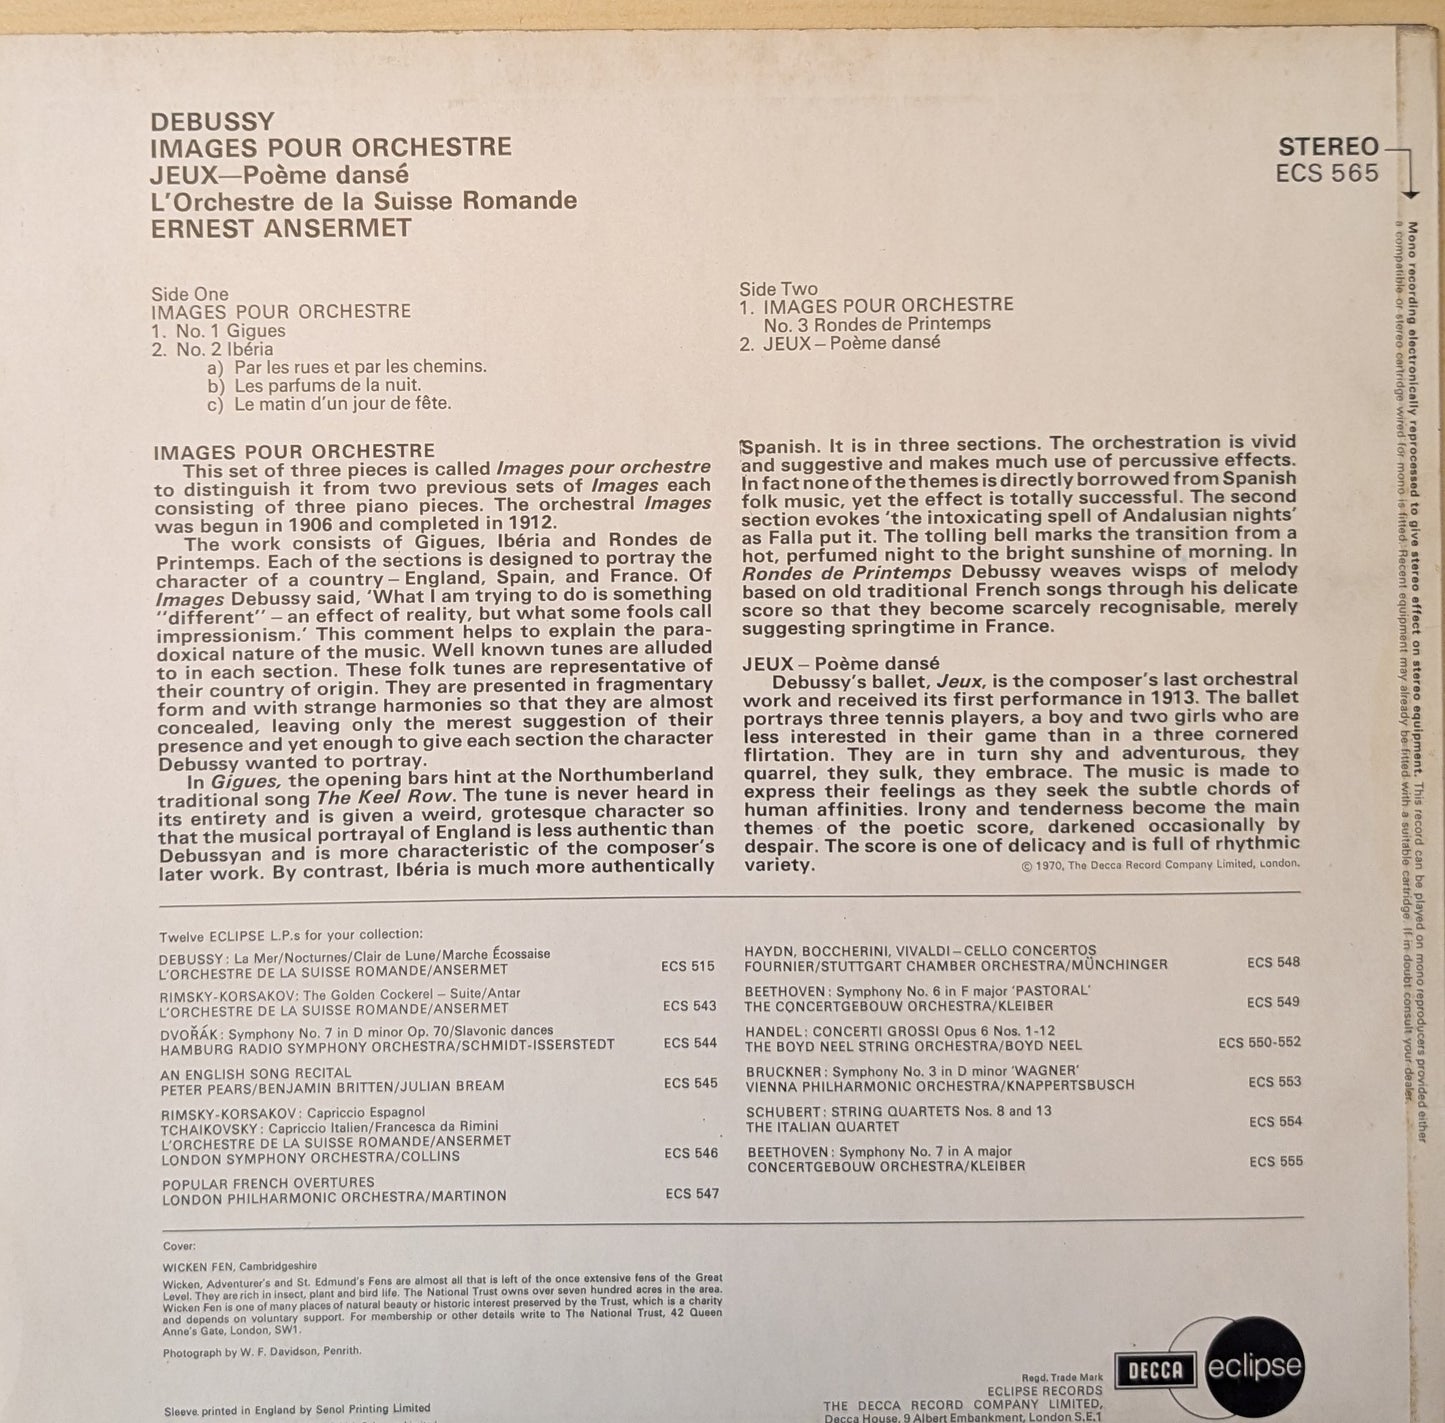 DEBUSSY
IMAGES POUR ORCHESTRE
JEUX—Poème dansé
L'Orchestre de la Suisse Romande
ERNEST ANSERMET
STEREO
ECS 565
Mono recording electronically reprocessed to give stereo effect on stereo equipment. This record can be played on mono reproducers provided either
a compatible or stereo cartridge wired for mono is fitted. Recent equipment may already be fitted with a suitable cartridge. If in doubt consult your dealer.
Side One
IMAGES POUR ORCHESTRE
1. No. 1 Gigues
2. No. 2 Ibéria
a) Par les rues et par les chemins.
b) Les parfums de la nuit.
c) Le matin d'un jour de fête.
Side Two
1. IMAGES POUR ORCHESTRE
No. 3 Rondes de Printemps
2. JEUX – Poème dansé
IMAGES POUR ORCHESTRE
This set of three pieces is called Images pour orchestre
to distinguish it from two previous sets of Images each
consisting of three piano pieces. The orchestral Images
was begun in 1906 and completed in 1912.
The work consists of Gigues, Ibéria and Rondes de
Printemps. Each of the sections is designed to portray the
character of a country – England, Spain, and France. Of
Images Debussy said, 'What I am trying to do is something
"different" – an effect of reality, but what some fools call
impressionism.' This comment helps to explain the para-
doxical nature of the music. Well known tunes are alluded
to in each section. These folk tunes are representative of
their country of origin. They are presented in fragmentary
form and with strange harmonies so that they are almost
concealed, leaving only the merest suggestion of their
presence and yet enough to give each section the character
Debussy wanted to portray.
In Gigues, the opening bars hint at the Northumberland
traditional song The Keel Row. The tune is never heard in
its entirety and is given a weird, grotesque character so
that the musical portrayal of England is less authentic than
Debussyan and is more characteristic of the composer's
later work. By contrast, Ibéria is much more authentically
Spanish. It is in three sections. The orchestration is vivid
and suggestive and makes much use of percussive effects.
In fact none of the themes is directly borrowed from Spanish
folk music, yet the effect is totally successful. The second
section evokes 'the intoxicating spell of Andalusian nights'
as Falla put it. The tolling bell marks the transition from a
hot, perfumed night to the bright sunshine of morning. In
Rondes de Printemps Debussy weaves wisps of melody
based on old traditional French songs through his delicate
score so that they become scarcely recognisable, merely
suggesting springtime in France.
JEUX – Poème dansé
Debussy's ballet, Jeux, is the composer's last orchestral
work and received its first performance in 1913. The ballet
portrays three tennis players, a boy and two girls who are
less interested in their game than in a three cornered
flirtation. They are in turn shy and adventurous, they
quarrel, they sulk, they embrace. The music is made to
express their feelings as they seek the subtle chords of
human affinities. Irony and tenderness become the main
themes of the poetic score, darkened occasionally by
despair. The score is one of delicacy and is full of rhythmic
variety.
© 1970, The Decca Record Company Limited, London.
Twelve ECLIPSE L.P.s for your collection:
DEBUSSY: La Mer/Nocturnes/Clair de Lune/Marche Écossaise
L'ORCHESTRE DE LA SUISSE ROMANDE/ANSERMET ECS 515
RIMSKY-KORSAKOV: The Golden Cockerel – Suite/Antar
L'ORCHESTRE DE LA SUISSE ROMANDE/ANSERMET ECS 543
DVOŘÁK: Symphony No. 7 in D minor Op. 70/Slavonic dances
HAMBURG RADIO SYMPHONY ORCHESTRA/SCHMIDT-ISSERSTEDT ECS 544
AN ENGLISH SONG RECITAL
PETER PEARS/BENJAMIN BRITTEN/JULIAN BREAM ECS 545
RIMSKY-KORSAKOV: Capriccio Espagnol
TCHAIKOVSKY: Capriccio Italien/Francesca da Rimini
L'ORCHESTRE DE LA SUISSE ROMANDE/ANSERMET
LONDON SYMPHONY ORCHESTRA/COLLINS ECS 546
POPULAR FRENCH OVERTURES
LONDON PHILHARMONIC ORCHESTRA/MARTINON ECS 547
HAYDN, BOCCHERINI, VIVALDI – CELLO CONCERTOS
FOURNIER/STUTTGART CHAMBER ORCHESTRA/MÜNCHINGER ECS 548
BEETHOVEN: Symphony No. 6 in F major 'PASTORAL'
THE CONCERTGEBOUW ORCHESTRA/KLEIBER ECS 549
HANDEL: CONCERTI GROSSI Opus 6 Nos. 1-12
THE BOYD NEEL STRING ORCHESTRA/BOYD NEEL ECS 550-552
BRUCKNER: Symphony No. 3 in D minor 'WAGNER'
VIENNA PHILHARMONIC ORCHESTRA/KNAPPERTSBUSCH ECS 553
SCHUBERT: STRING QUARTETS Nos. 8 and 13
THE ITALIAN QUARTET ECS 554
BEETHOVEN: Symphony No. 7 in A major
CONCERTGEBOUW ORCHESTRA/KLEIBER ECS 555
Cover:
WICKEN FEN, Cambridgeshire
Wicken, Adventurer's and St. Edmund's Fens are almost all that is left of the once extensive fens of the Great
Level. They are rich in insect, plant and bird life. The National Trust owns over seven hundred acres in the area.
Wicken Fen is one of many places of natural beauty or historic interest preserved by the Trust, which is a charity
and depends on voluntary support. For membership or other details write to The National Trust, 42 Queen
Anne's Gate, London, SW1.
Photograph by W. F. Davidson, Penrith.
Sleeve printed in England by Senol Printing Limited
DECCA eclipse
Regd. Trade Mark
ECLIPSE RECORDS
THE DECCA RECORD COMPANY LIMITED,
Decca House, 9 Albert Embankment, London S.E.1